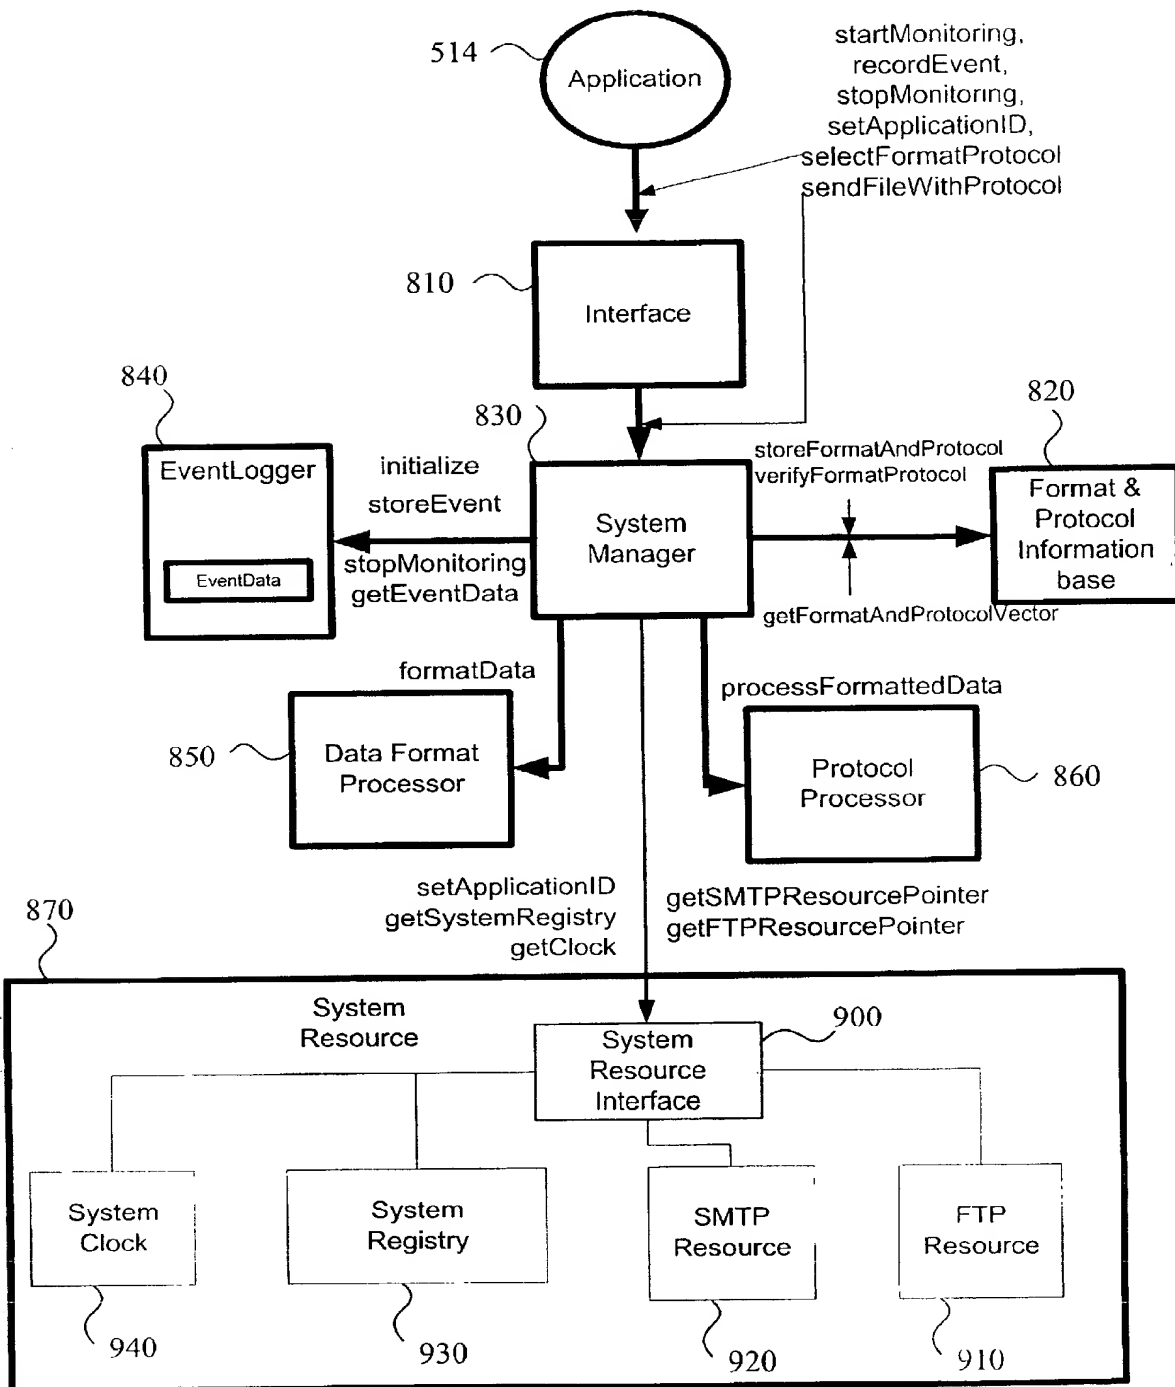 startMonitoring,
recordEvent,
stopMonitoring,
setApplicationID,
selectFormatProtocol
sendFileWithProtocol
514
Application
810
Interface
840
830
820
EventLogger
EventData
initialize
storeEvent
stopMonitoring
getEventData
System
Manager
storeFormatAndProtocol
verifyFormatProtocol
getFormatAndProtocolVector
Format &
Protocol
Information
base
formatData
processFormattedData
850
Data Format
Processor
Protocol
Processor
860
setApplicationID
getSystemRegistry
getClock
getSMTPResourcePointer
getFTPResourcePointer
870
System
Resource
900
System
Resource
Interface
System
Clock
System
Registry
SMTP
Resource
FTP
Resource
940
930
920
910